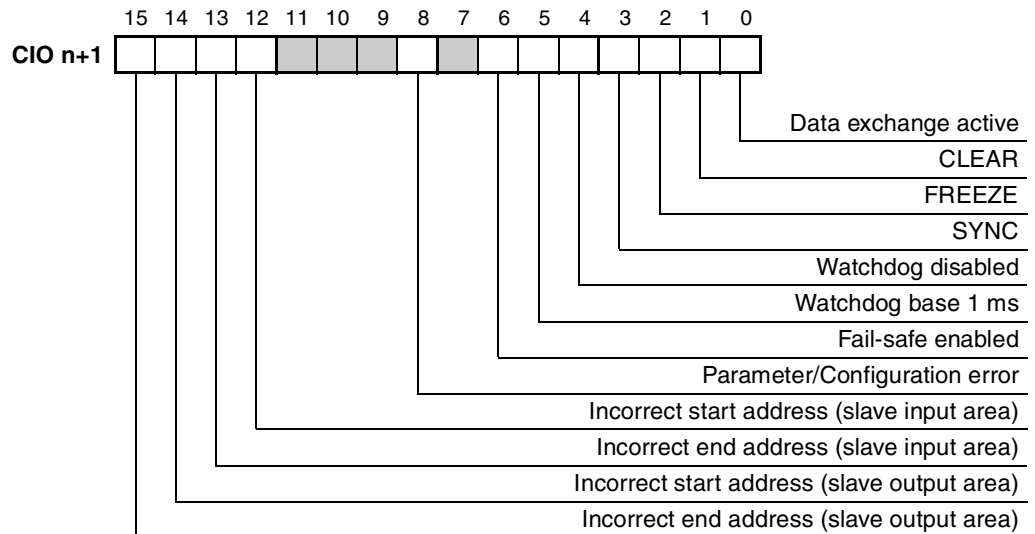 15 14 13 12 11 10 9 8 7 6 5 4 3 2 1 0
CIO n+1
Data exchange active
CLEAR
FREEZE
SYNC
Watchdog disabled
Watchdog base 1 ms
Fail-safe enabled
Parameter/Configuration error
Incorrect start address (slave input area)
Incorrect end address (slave input area)
Incorrect start address (slave output area)
Incorrect end address (slave output area)